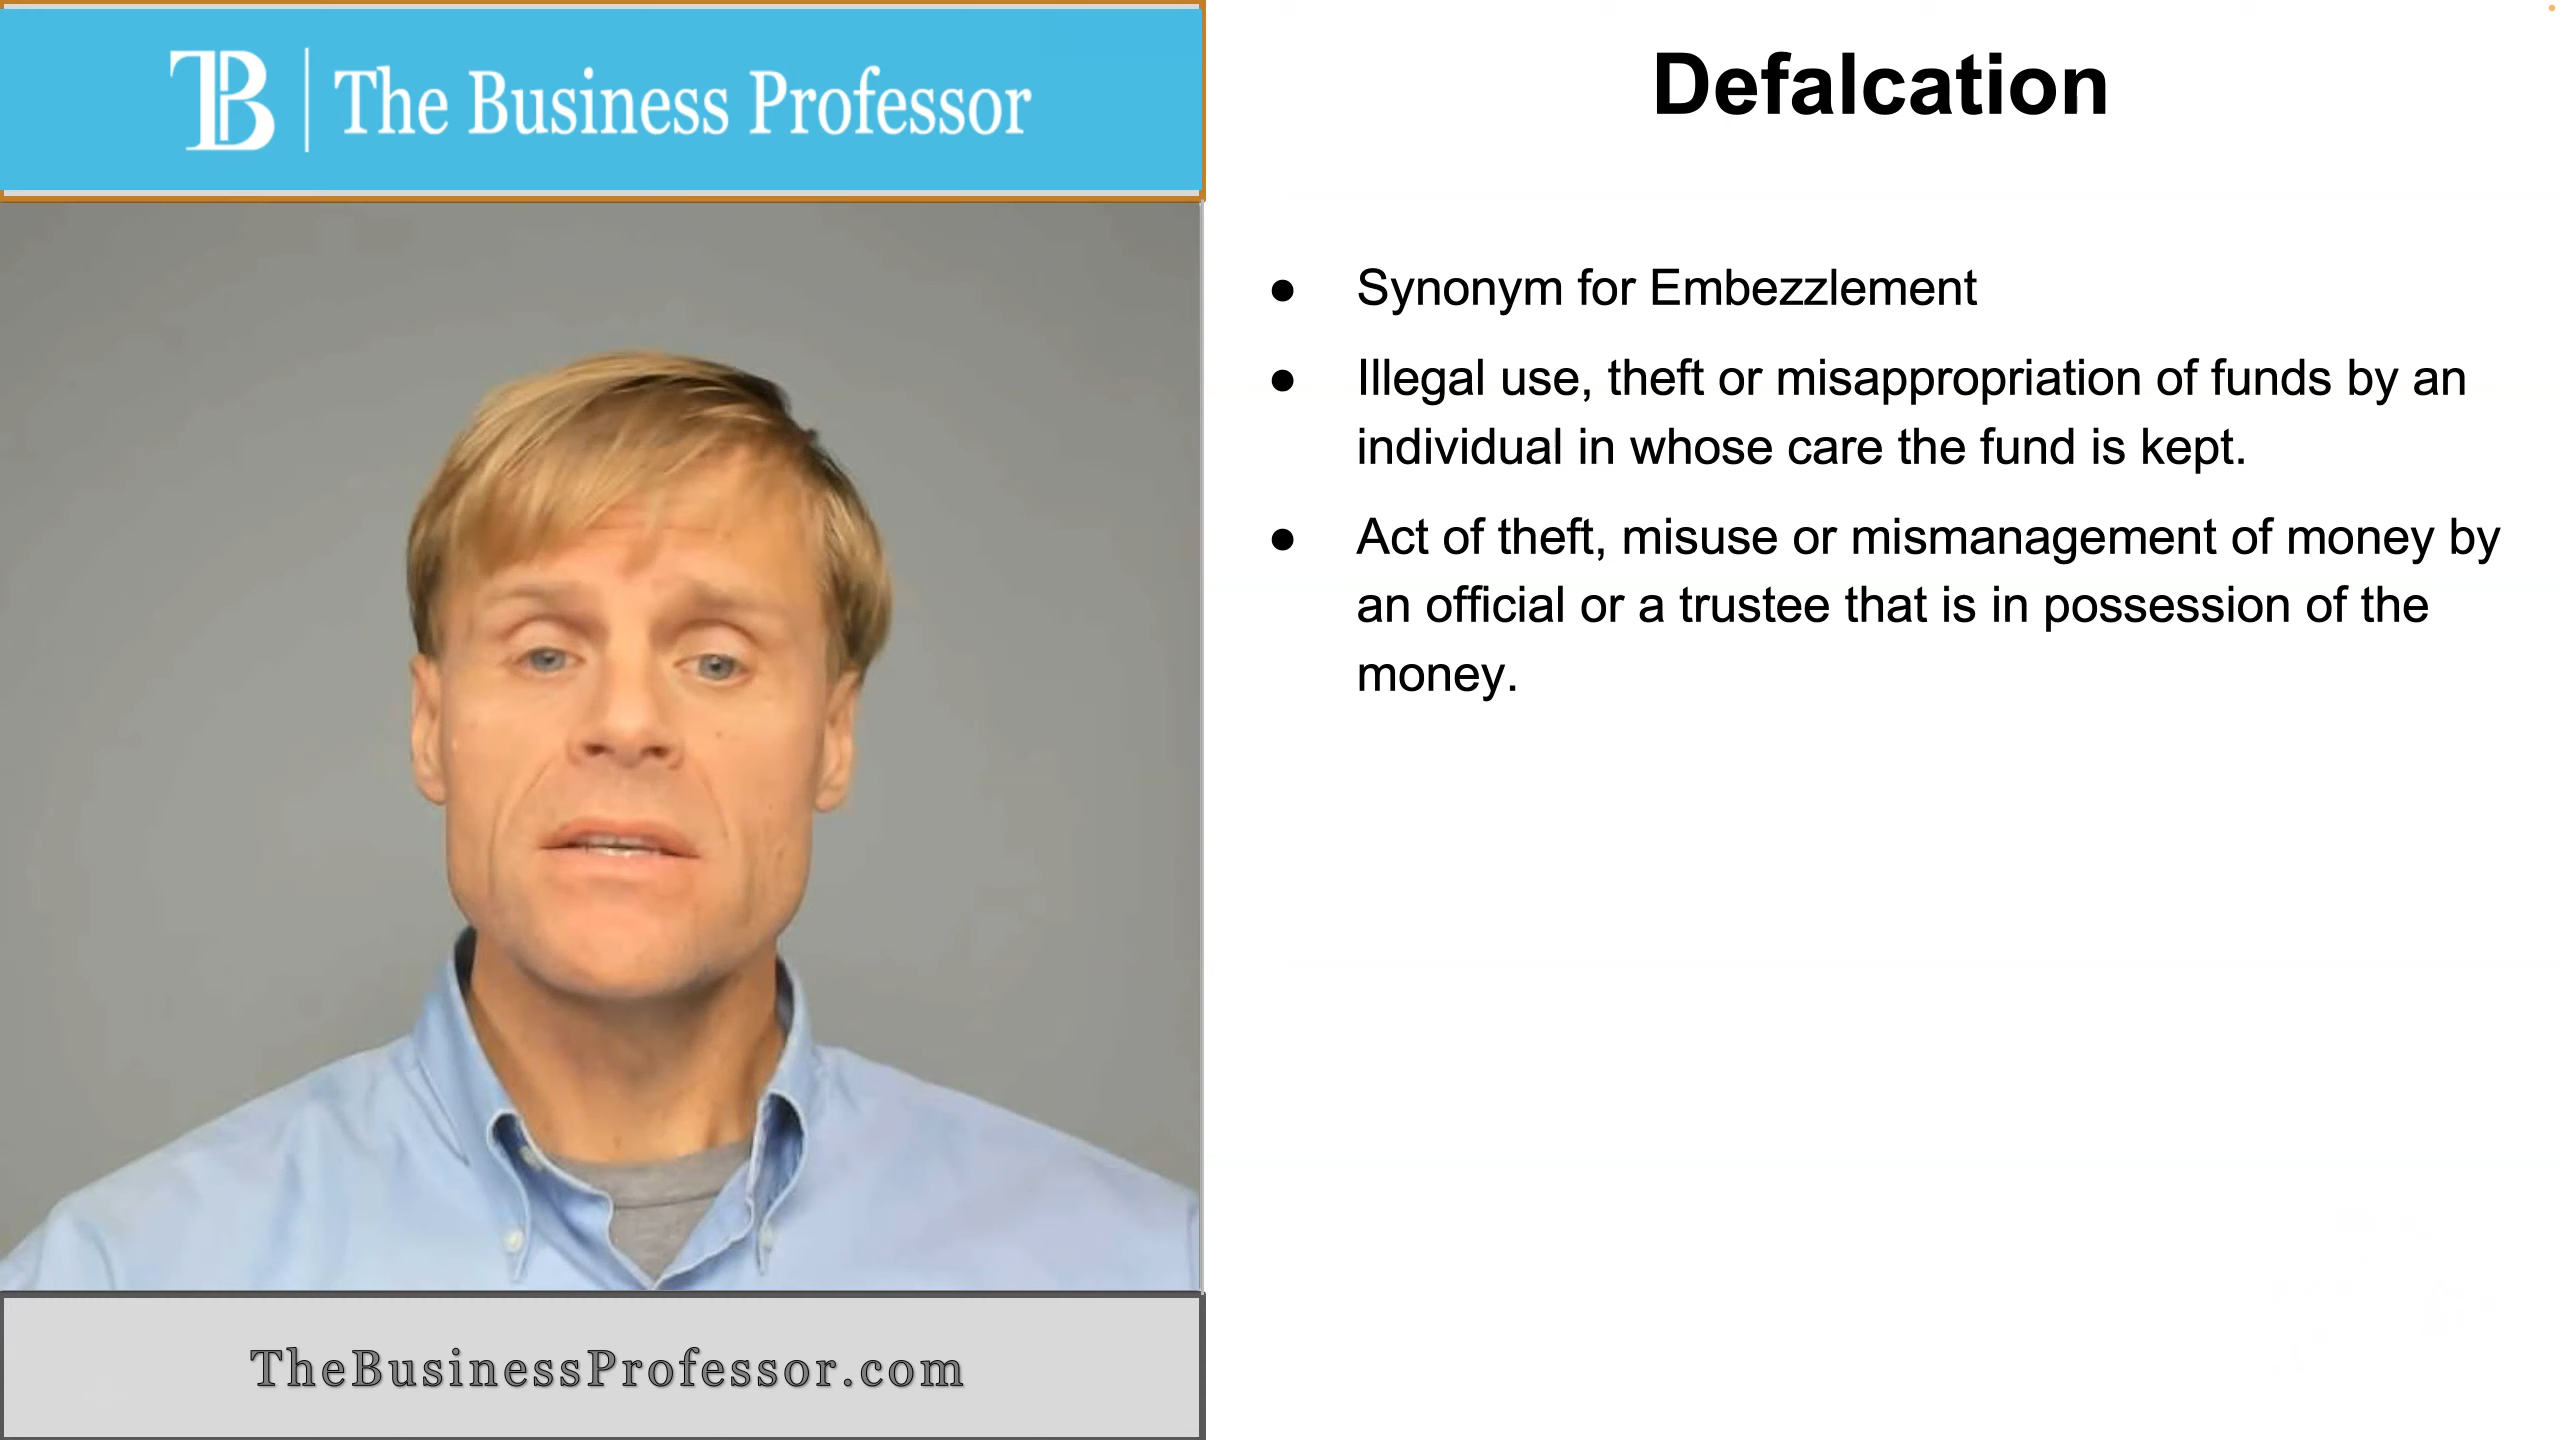 TB The Business Professor
Defalcation
● Synonym for Embezzlement
● Illegal use, theft or misappropriation of funds by an
individual in whose care the fund is kept.
● Act of theft, misuse or mismanagement of money by
an official or a trustee that is in possession of the
money.
TheBusinessProfessor.com